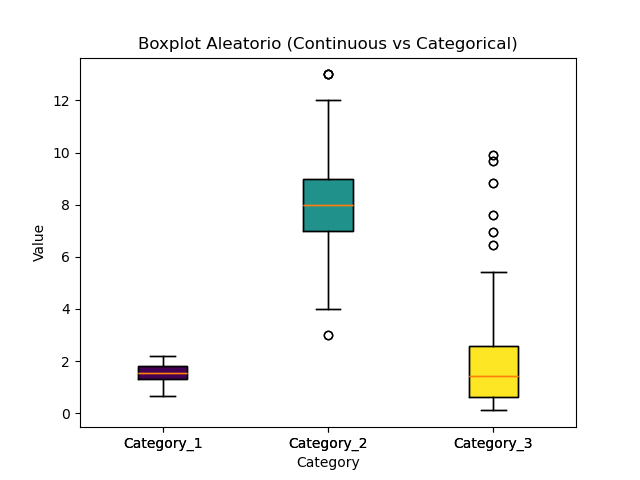 Boxplot Aleatorio (Continuous vs Categorical)
12
10
8
6
4
2
0
Value
Category_1
Category_2
Category_3
Category